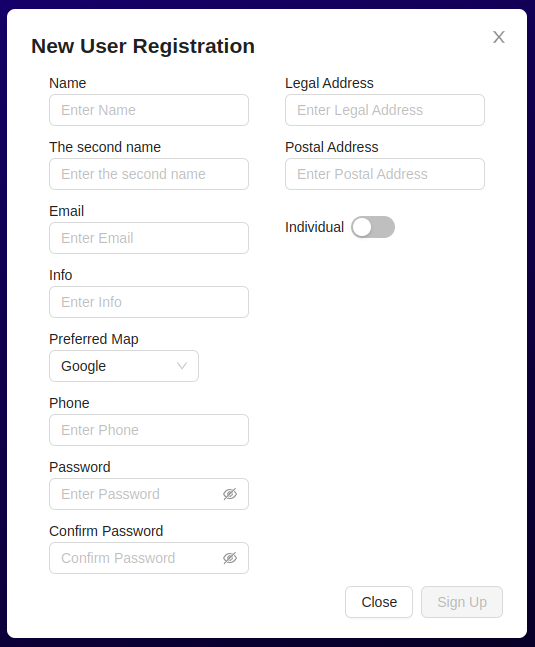 New User Registration
Name
Enter Name
The second name
Enter the second name
Email
Enter Email
Info
Enter Info
Preferred Map
Google
Phone
Enter Phone
Password
Enter Password
Confirm Password
Confirm Password
Legal Address
Enter Legal Address
Postal Address
Enter Postal Address
Individual
Close
Sign Up